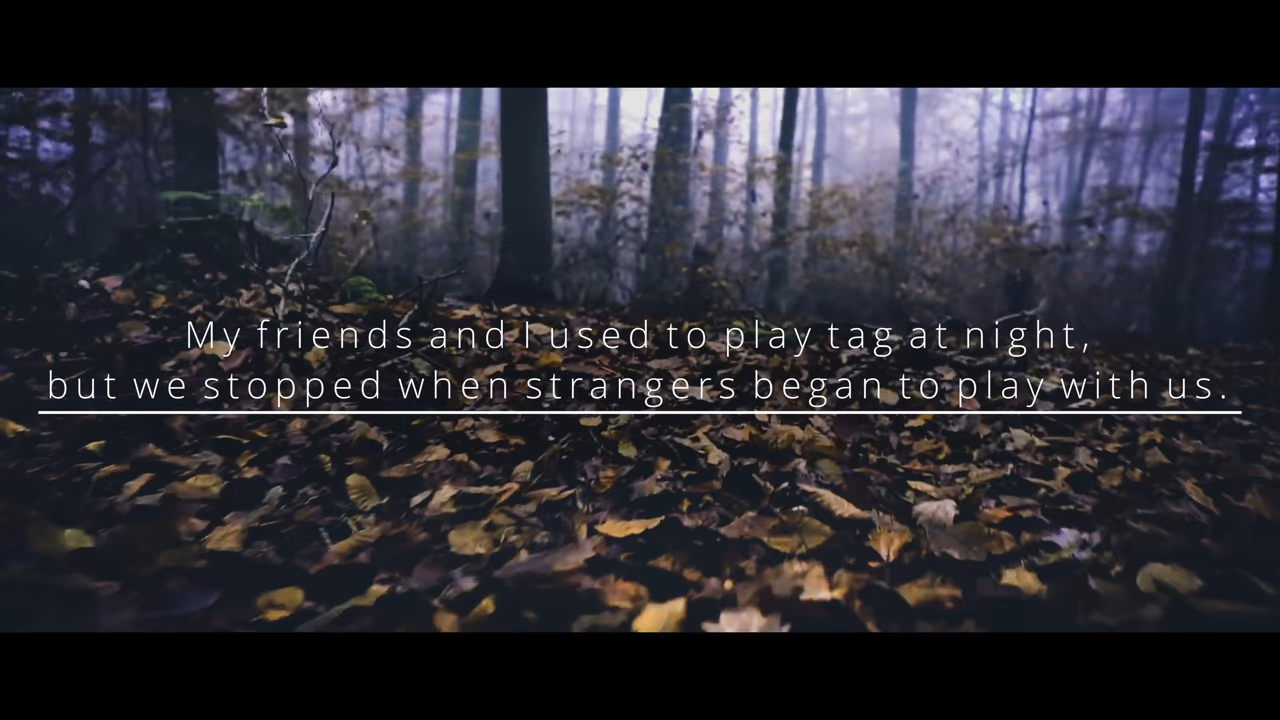 My friends and I used to play tag at night,
but we stopped when strangers began to play with us.